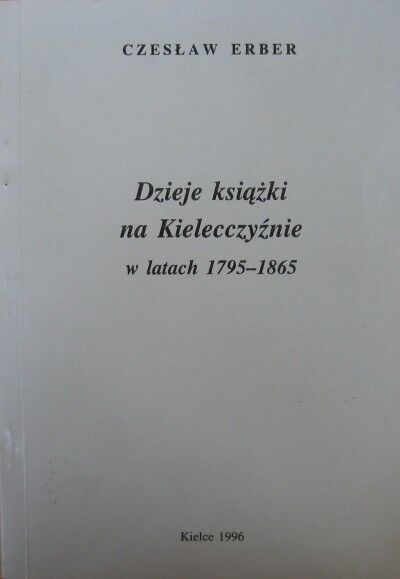 CZESŁAW ERBER
Dzieje książki
na Kielecczyźnie
w latach 1795–1865
Kielce 1996